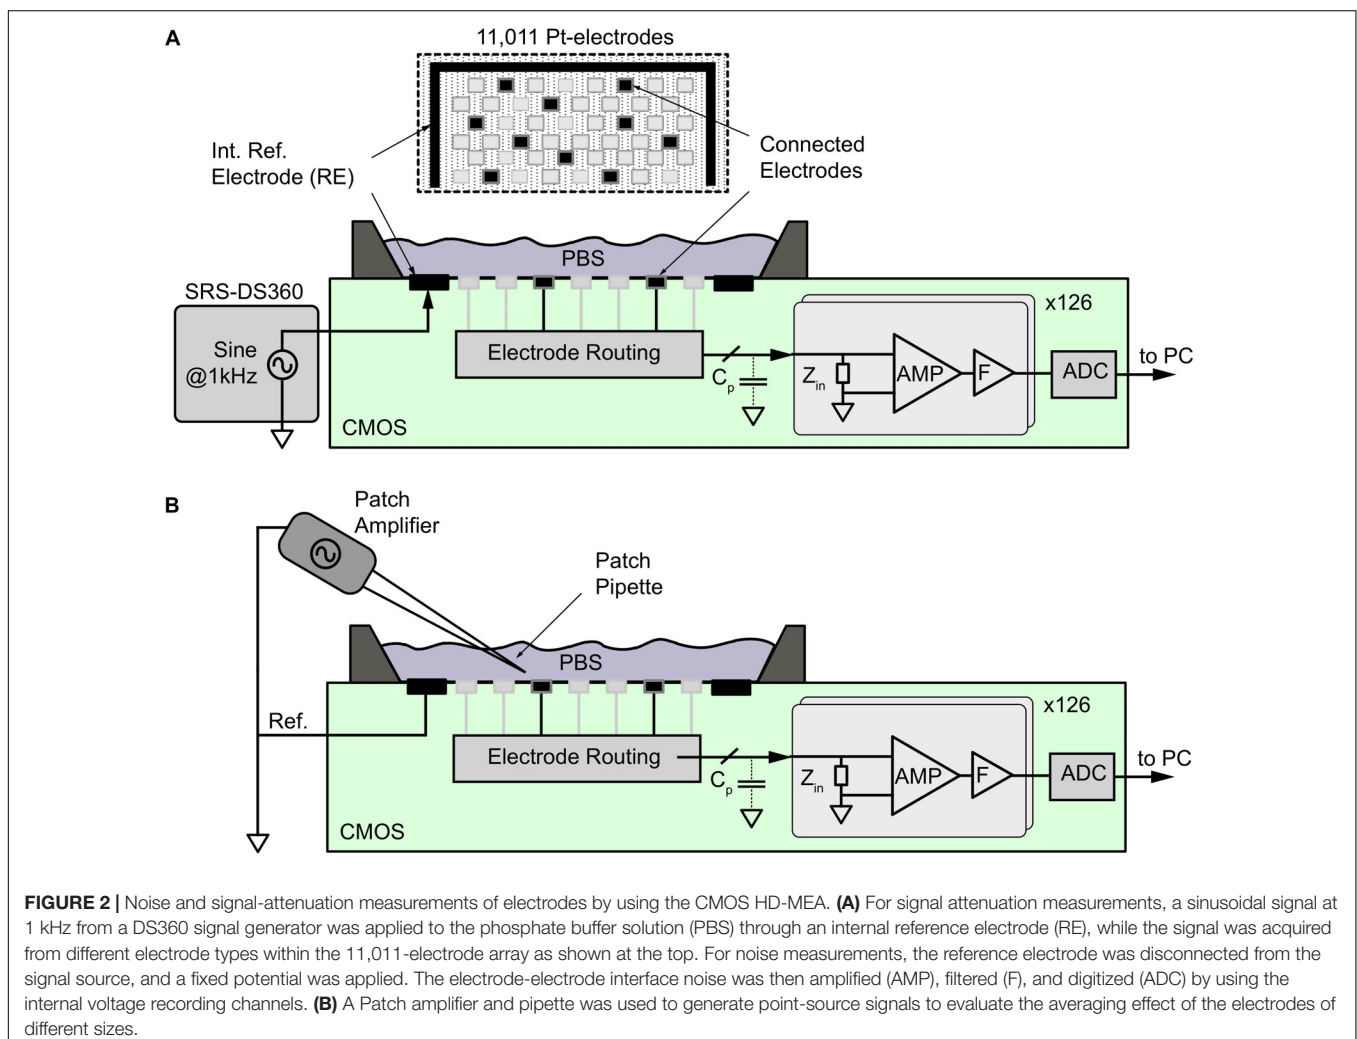 A
11,011 Pt-electrodes
Int. Ref.
Electrode (RE)
Connected
Electrodes
PBS
SRS-DS360
Sine
@1kHz
Electrode Routing
Cp
x126
Zin
AMP
F
ADC
to PC
CMOS
B
Patch
Amplifier
Patch
Pipette
PBS
Ref.
Electrode Routing
Cp
x126
Zin
AMP
F
ADC
to PC
CMOS
FIGURE 2 | Noise and signal-attenuation measurements of electrodes by using the CMOS HD-MEA. (A) For signal attenuation measurements, a sinusoidal signal at
1 kHz from a DS360 signal generator was applied to the phosphate buffer solution (PBS) through an internal reference electrode (RE), while the signal was acquired
from different electrode types within the 11,011-electrode array as shown at the top. For noise measurements, the reference electrode was disconnected from the
signal source, and a fixed potential was applied. The electrode-electrode interface noise was then amplified (AMP), filtered (F), and digitized (ADC) by using the
internal voltage recording channels. (B) A Patch amplifier and pipette was used to generate point-source signals to evaluate the averaging effect of the electrodes of
different sizes.